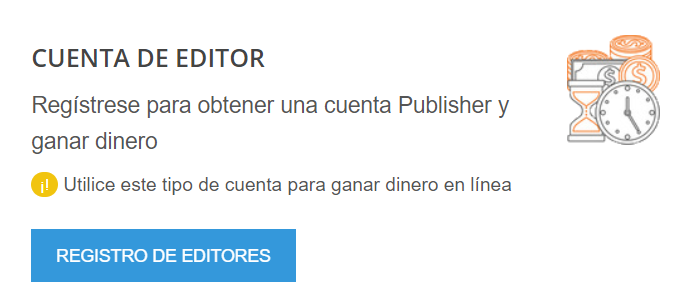 CUENTA DE EDITOR
Regístrese para obtener una cuenta Publisher y
ganar dinero
¡! Utilice este tipo de cuenta para ganar dinero en línea
REGISTRO DE EDITORES